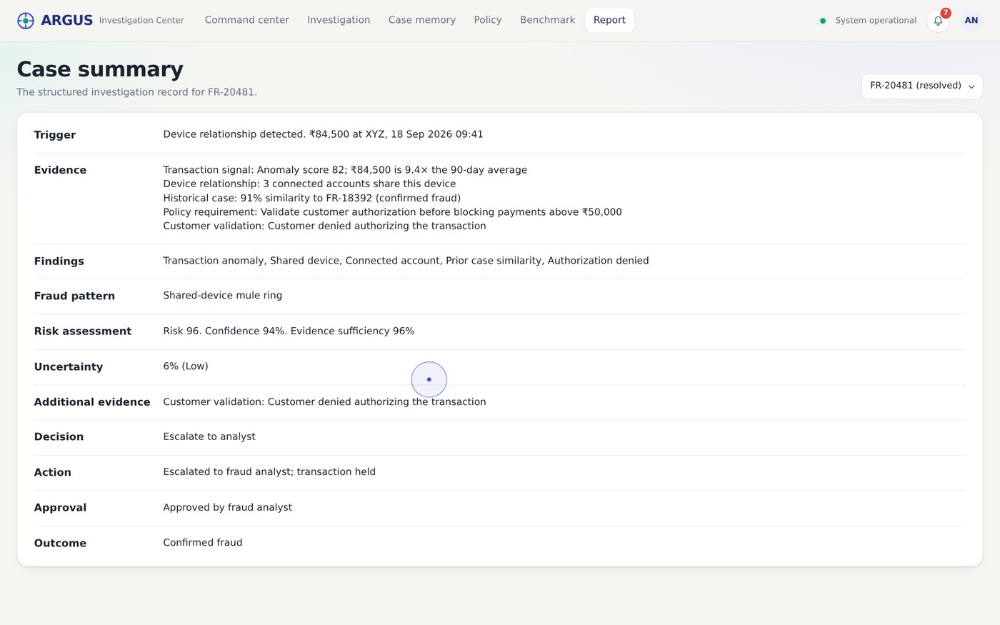 ARGUS Investigation Center Command center Investigation Case memory Policy Benchmark Report System operational 7 AN
Case summary
The structured investigation record for FR-20481.
FR-20481 (resolved)
Trigger Device relationship detected. ₹84,500 at XYZ, 18 Sep 2026 09:41
Evidence Transaction signal: Anomaly score 82; ₹84,500 is 9.4× the 90-day average
Device relationship: 3 connected accounts share this device
Historical case: 91% similarity to FR-18392 (confirmed fraud)
Policy requirement: Validate customer authorization before blocking payments above ₹50,000
Customer validation: Customer denied authorizing the transaction
Findings Transaction anomaly, Shared device, Connected account, Prior case similarity, Authorization denied
Fraud pattern Shared-device mule ring
Risk assessment Risk 96. Confidence 94%. Evidence sufficiency 96%
Uncertainty 6% (Low)
Additional evidence Customer validation: Customer denied authorizing the transaction
Decision Escalate to analyst
Action Escalated to fraud analyst; transaction held
Approval Approved by fraud analyst
Outcome Confirmed fraud